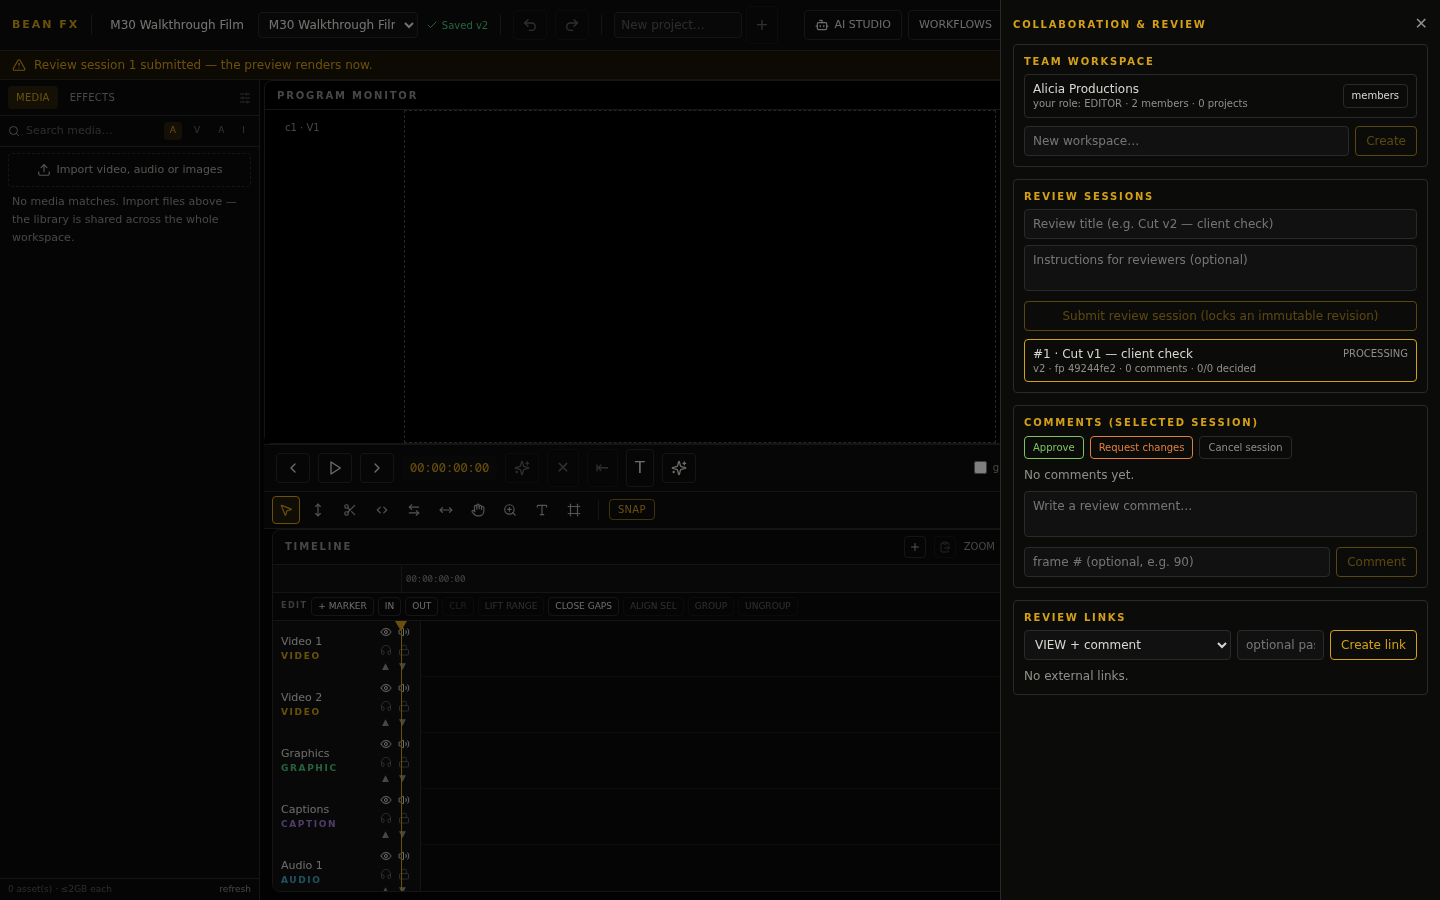 BEAN FX
M30 Walkthrough Film
M30 Walkthrough Filr
Saved v2
New project...
AI STUDIO
WORKFLOWS
Review session 1 submitted — the preview renders now.
MEDIA
EFFECTS
Search media...
A
V
A
I
Import video, audio or images
No media matches. Import files above —
the library is shared across the whole
workspace.
0 asset(s) · ≤2GB each
refresh
PROGRAM MONITOR
c1 · V1
00:00:00:00
T
g
SNAP
TIMELINE
ZOOM
00:00:00:00
EDIT
+ MARKER
IN
OUT
CLR
LIFT RANGE
CLOSE GAPS
ALIGN SEL
GROUP
UNGROUP
Video 1
VIDEO
Video 2
VIDEO
Graphics
GRAPHIC
Captions
CAPTION
Audio 1
AUDIO
COLLABORATION & REVIEW
TEAM WORKSPACE
Alicia Productions
your role: EDITOR · 2 members · 0 projects
members
New workspace...
Create
REVIEW SESSIONS
Review title (e.g. Cut v2 — client check)
Instructions for reviewers (optional)
Submit review session (locks an immutable revision)
#1 · Cut v1 — client check
PROCESSING
v2 · fp 49244fe2 · 0 comments · 0/0 decided
COMMENTS (SELECTED SESSION)
Approve
Request changes
Cancel session
No comments yet.
Write a review comment...
frame # (optional, e.g. 90)
Comment
REVIEW LINKS
VIEW + comment
optional pas
Create link
No external links.